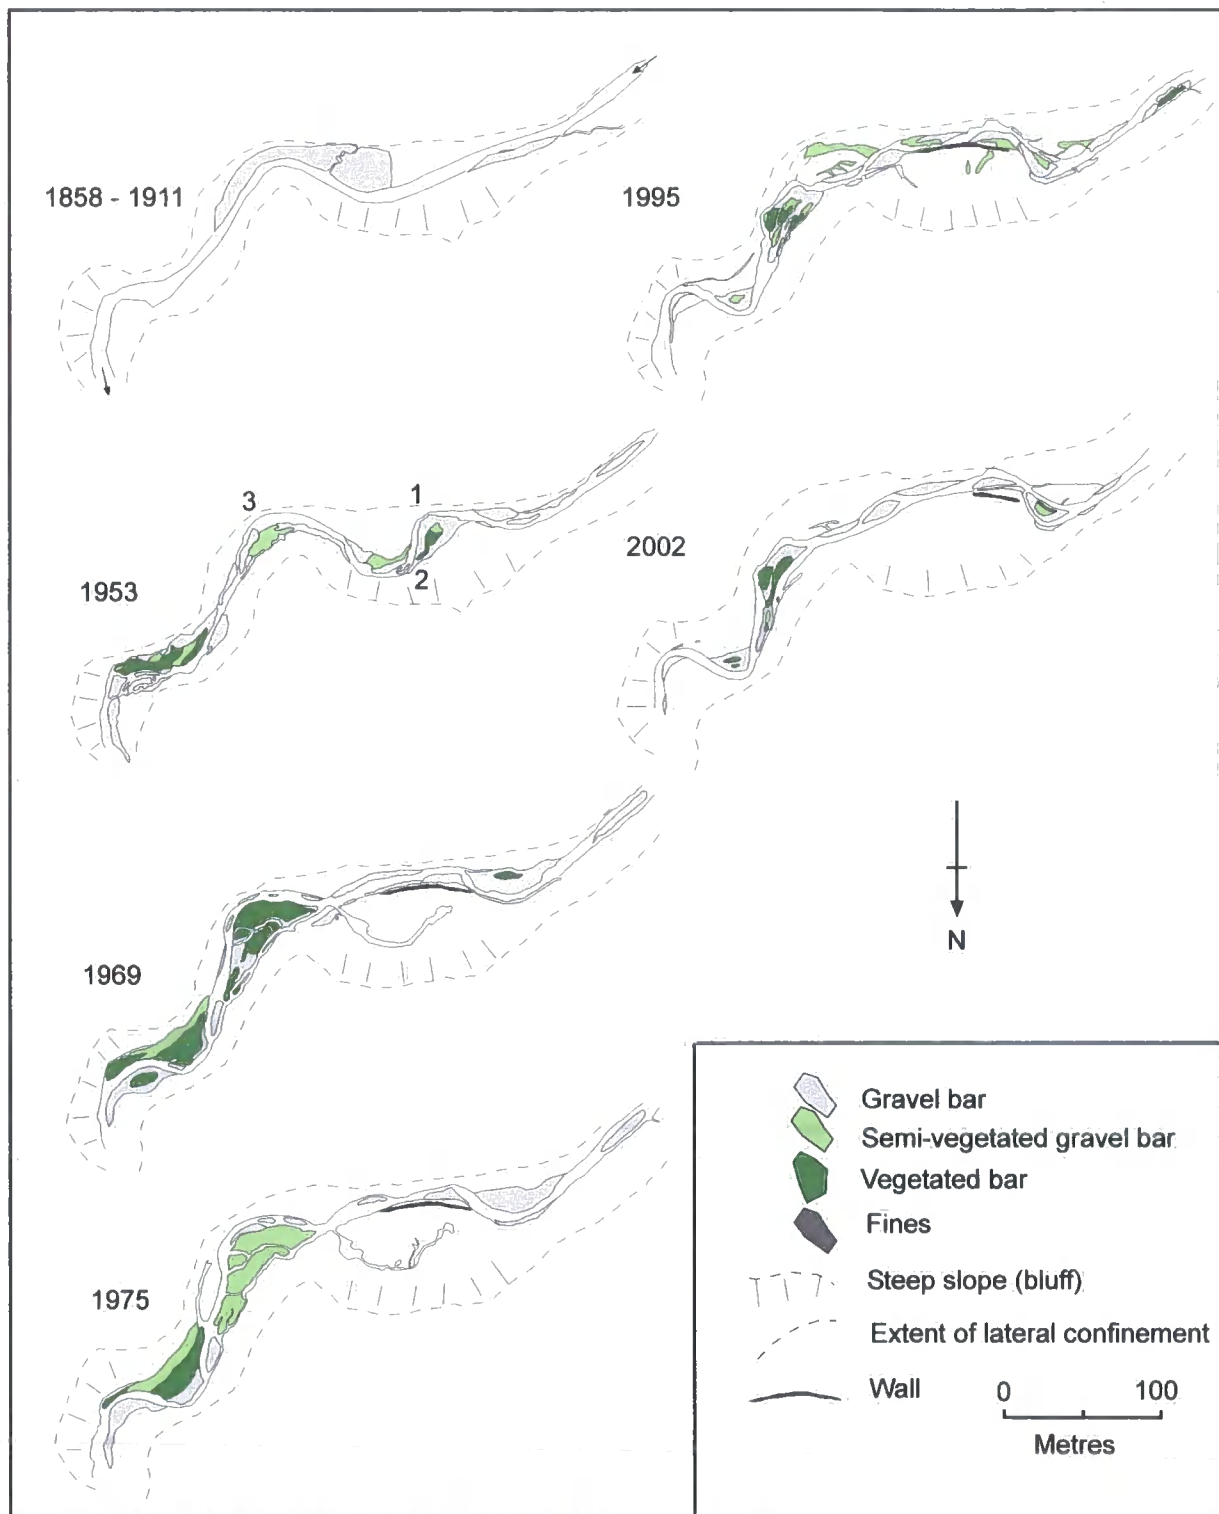 1858 - 1911
1995
3
1
2
1953
2002
1969
N
1975
Gravel bar
Semi-vegetated gravel bar
Vegetated bar
Fines
Steep slope (bluff)
Extent of lateral confinement
Wall
0 100
Metres